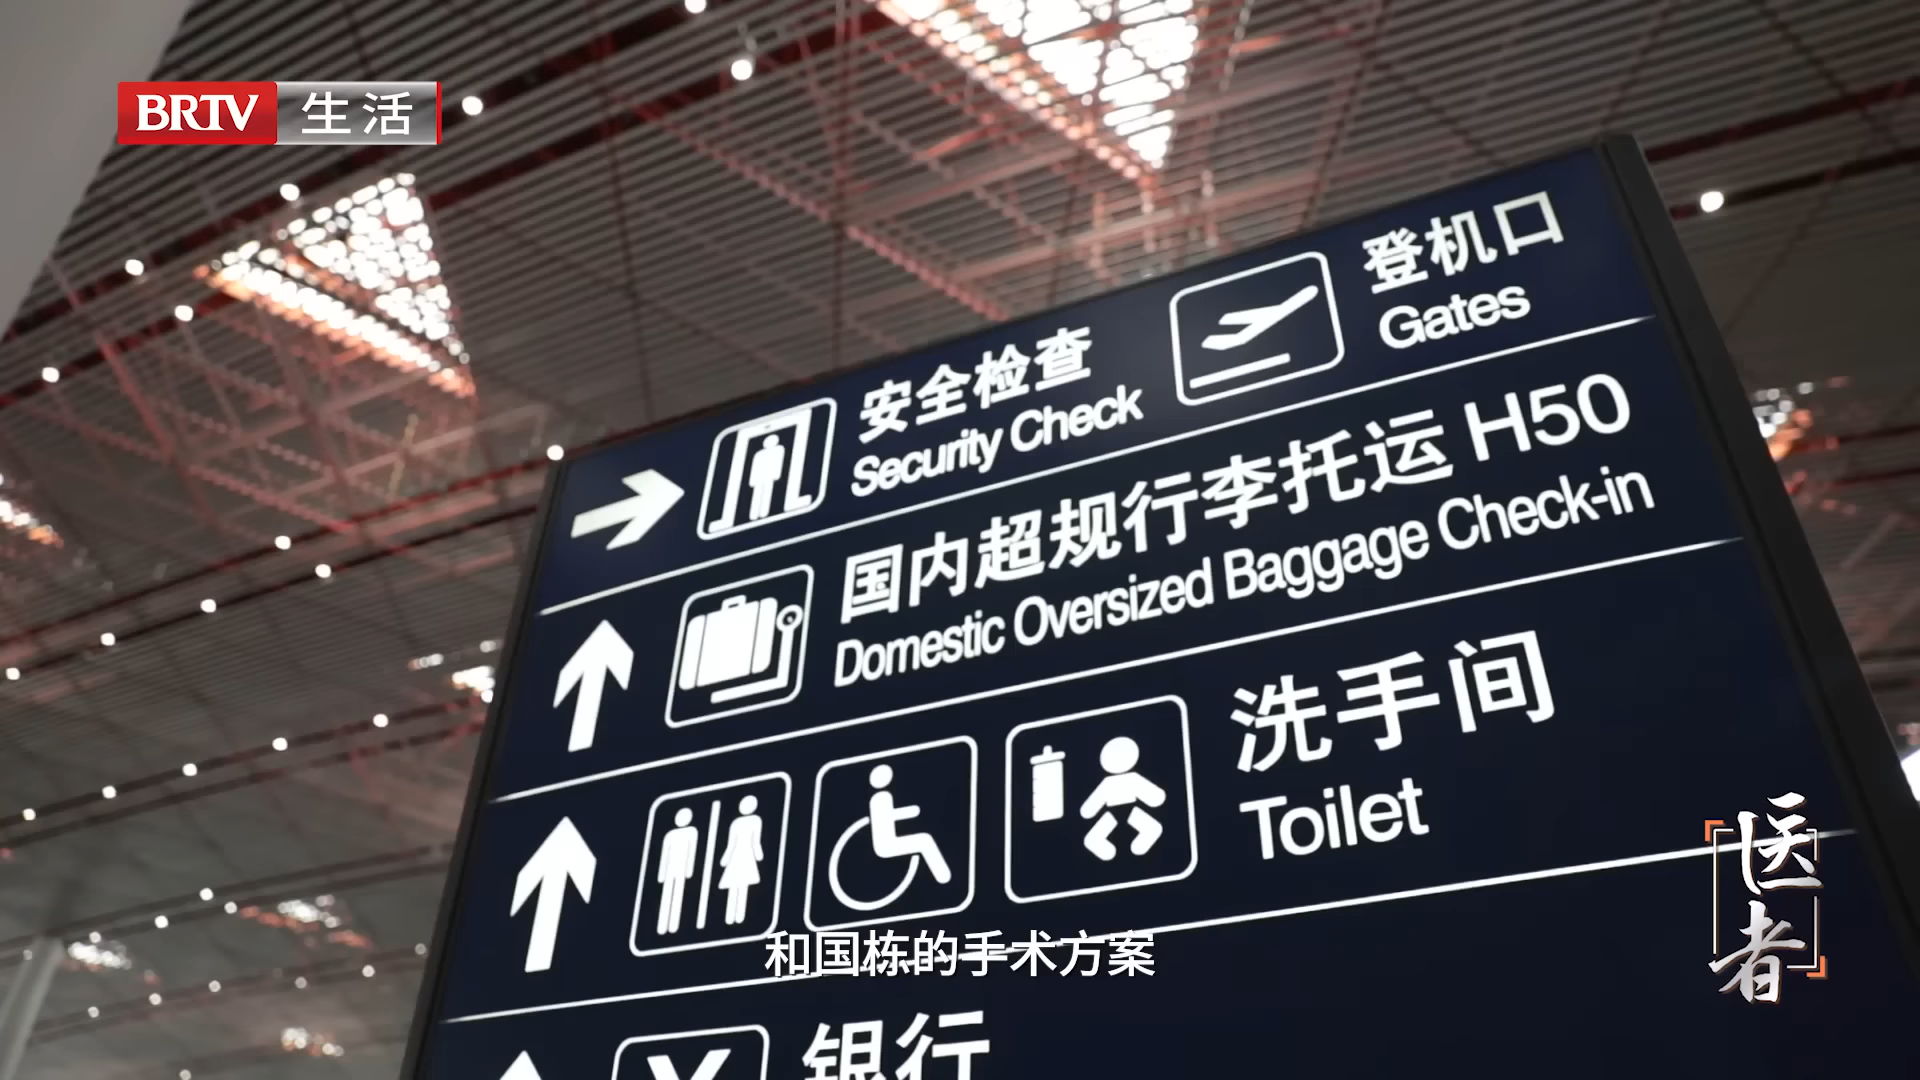 BRTV 生活
登机口
Gates
安全检查
Security Check
国内超规行李托运 H50
Domestic Oversized Baggage Check-in
洗手间
Toilet
医者
和国栋的手术方案
银行